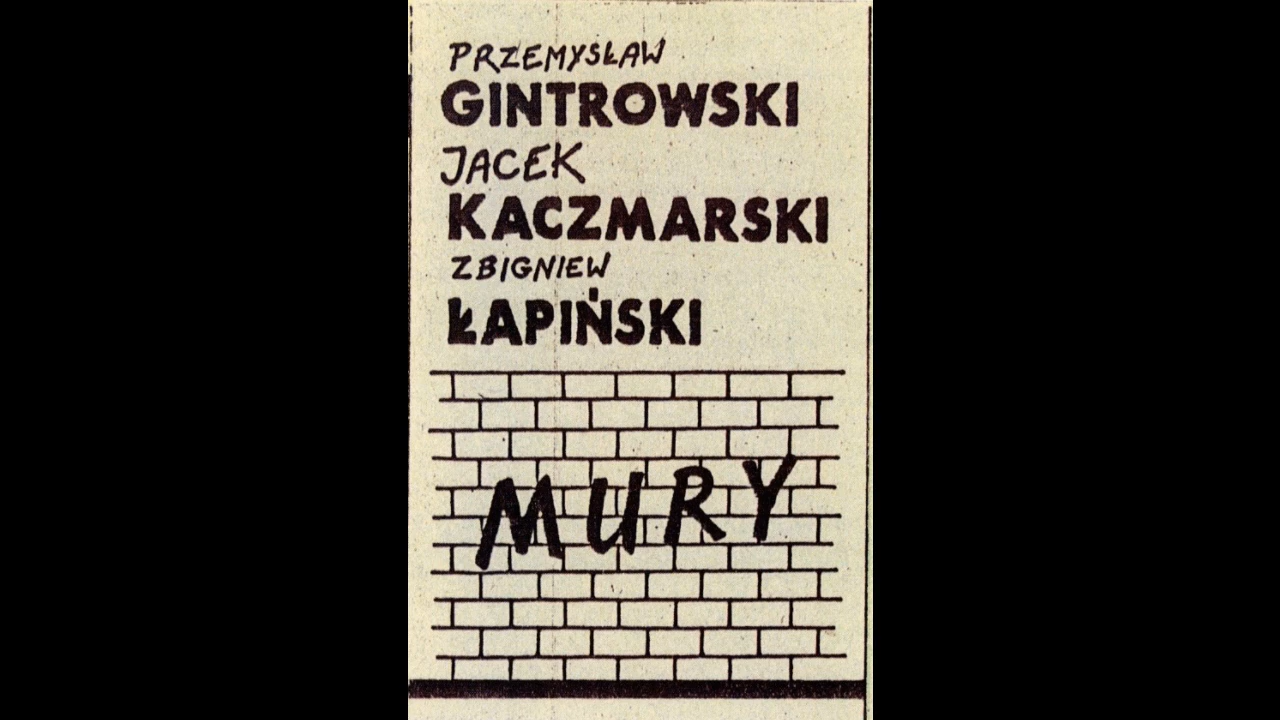 PRZEMYSŁAW
GINTROWSKI
JACEK
KACZMARSKI
ZBIGNIEW
ŁAPIŃSKI
MURY